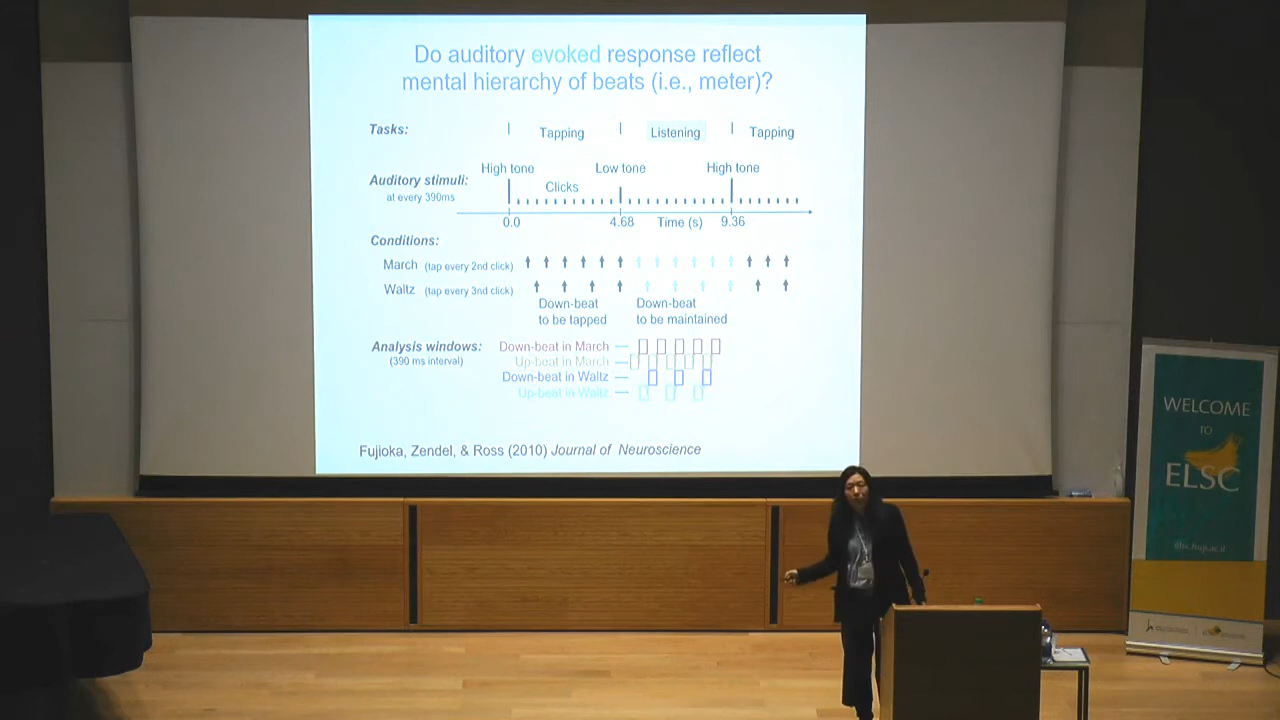 Do auditory evoked response reflect
mental hierarchy of beats (i.e., meter)?
Tasks: Tapping Listening Tapping
High tone Low tone High tone
Auditory stimuli: Clicks
at every 390ms
0.0 4.68 Time (s) 9.36
Conditions:
March (tap every 2nd click)
Waltz (tap every 3nd click)
Down-beat Down-beat
to be tapped to be maintained
Analysis windows: Down-beat in March
(390 ms interval) Up-beat in March
Down-beat in Waltz
Up-beat in Waltz
Fujioka, Zendel, & Ross (2010) Journal of Neuroscience
WELCOME
TO
ELSC